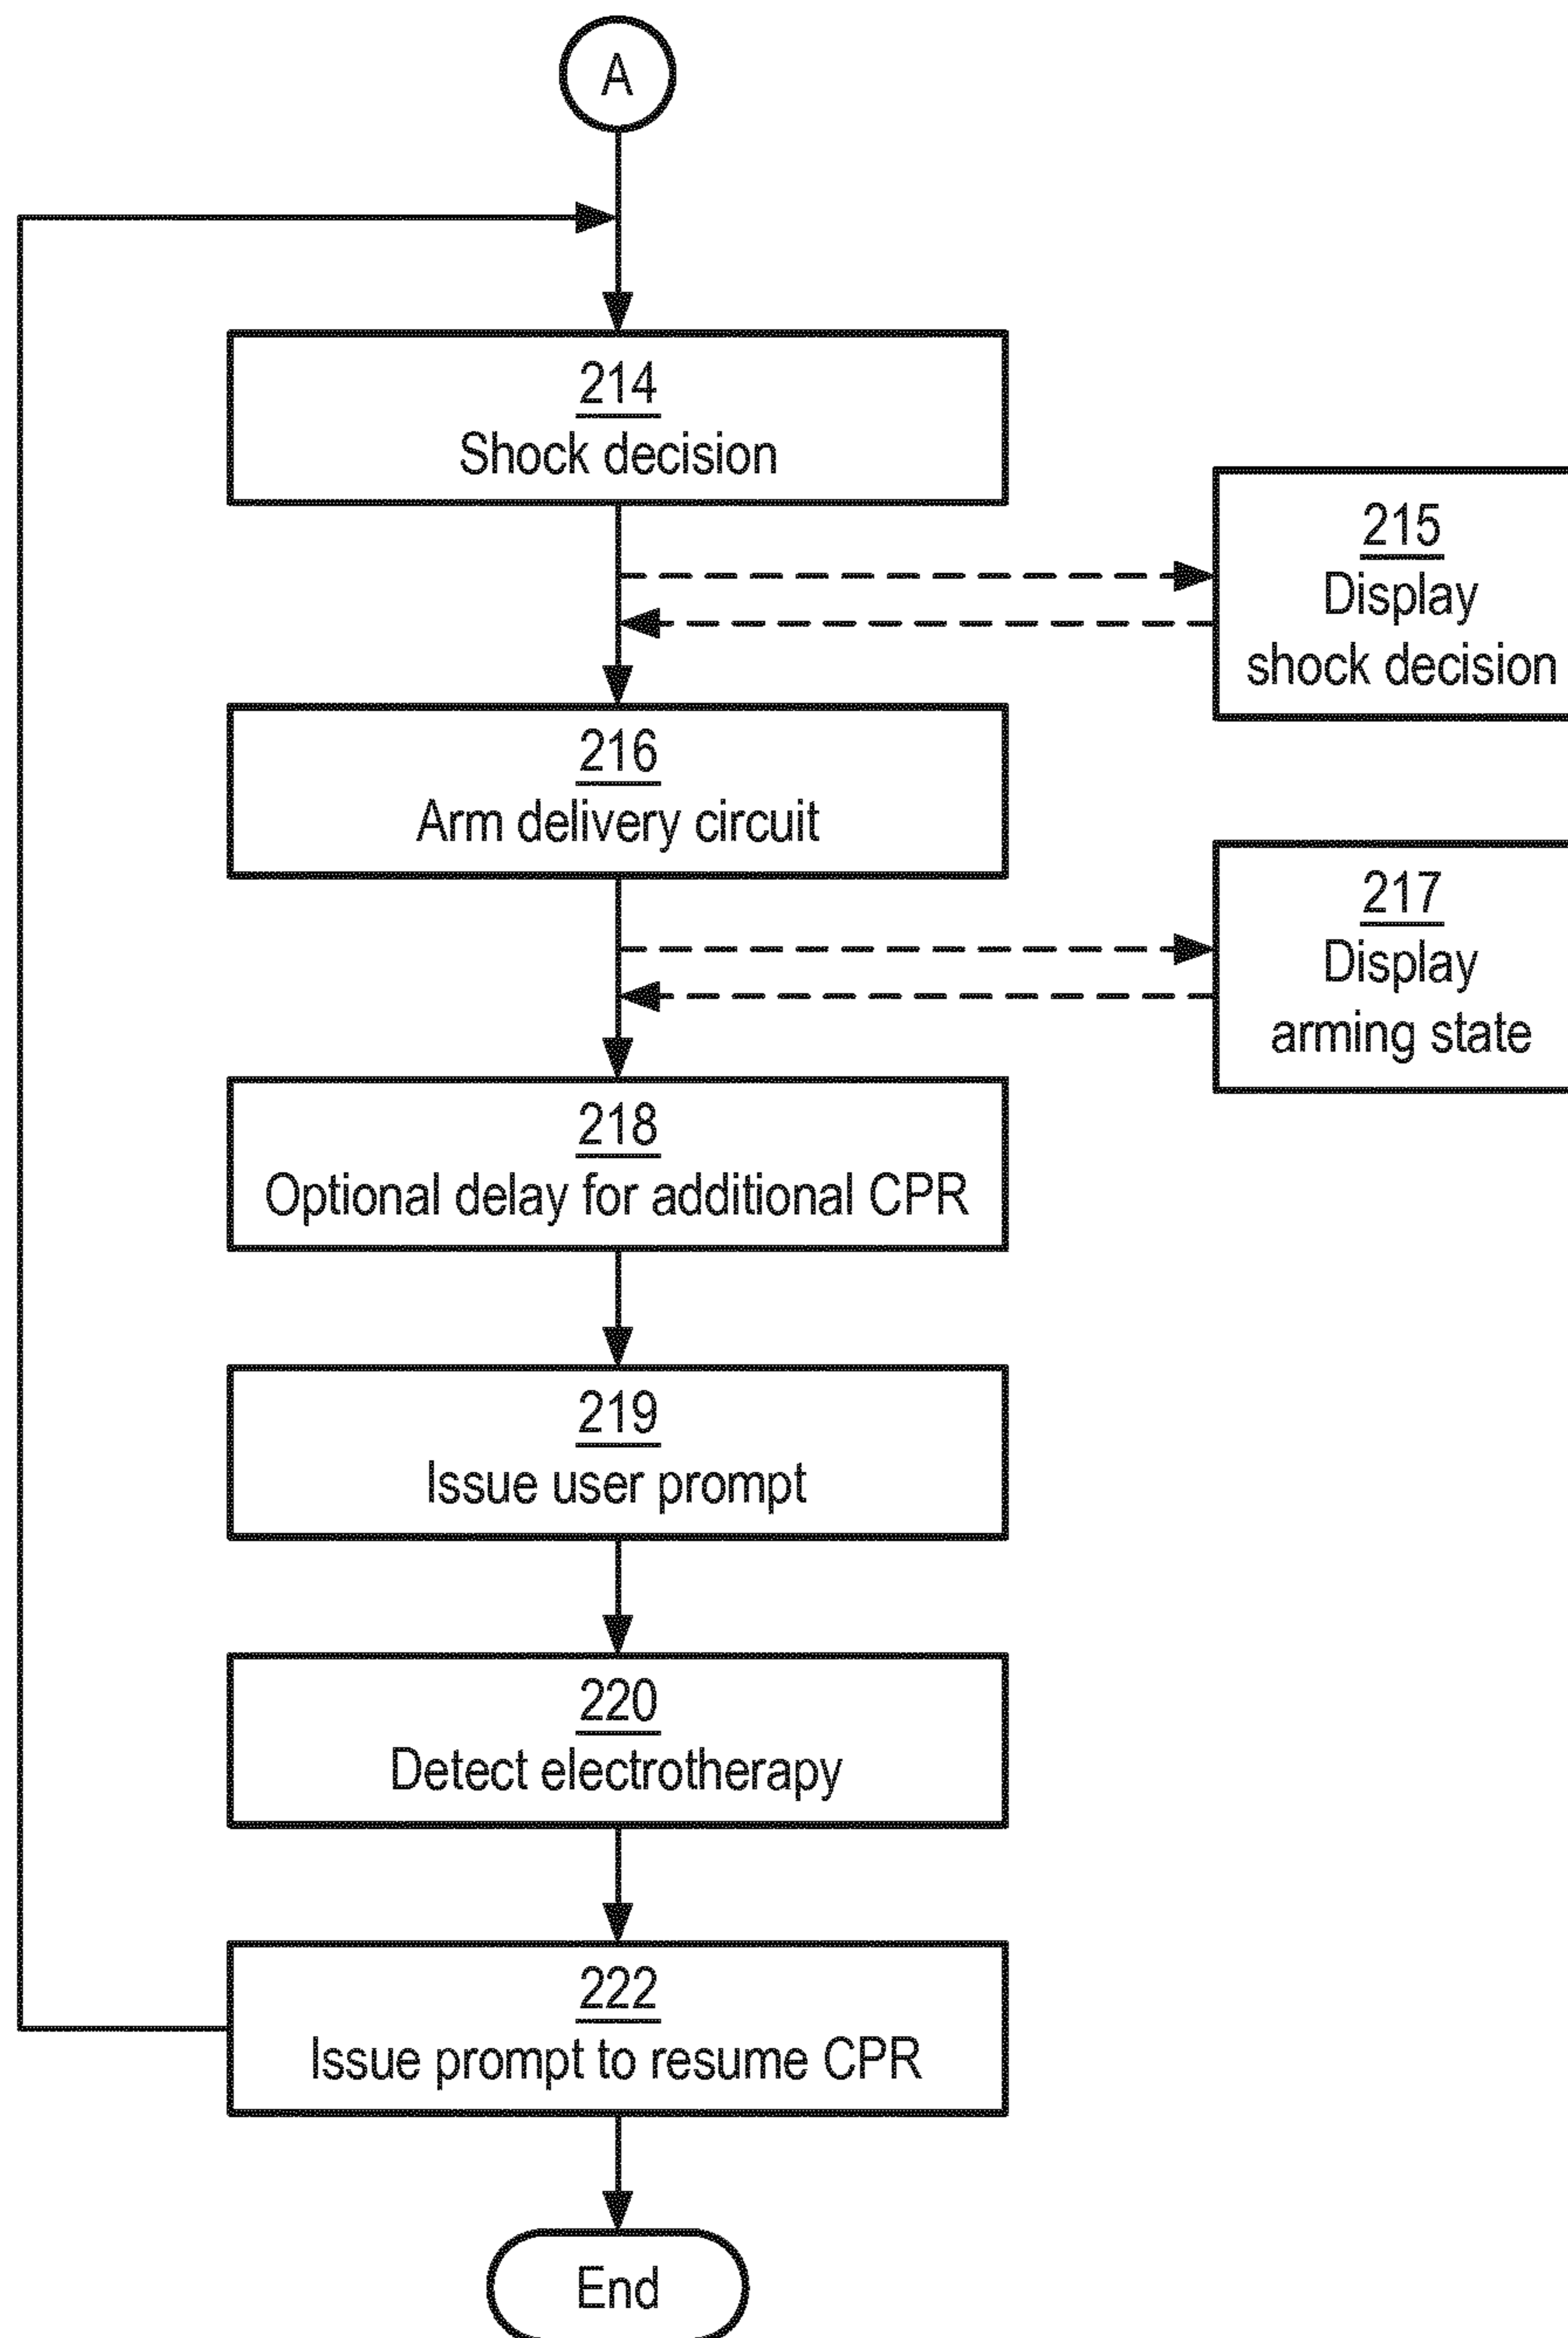 A
214
Shock decision
215
Display
shock decision
216
Arm delivery circuit
217
Display
arming state
218
Optional delay for additional CPR
219
Issue user prompt
220
Detect electrotherapy
222
Issue prompt to resume CPR
End